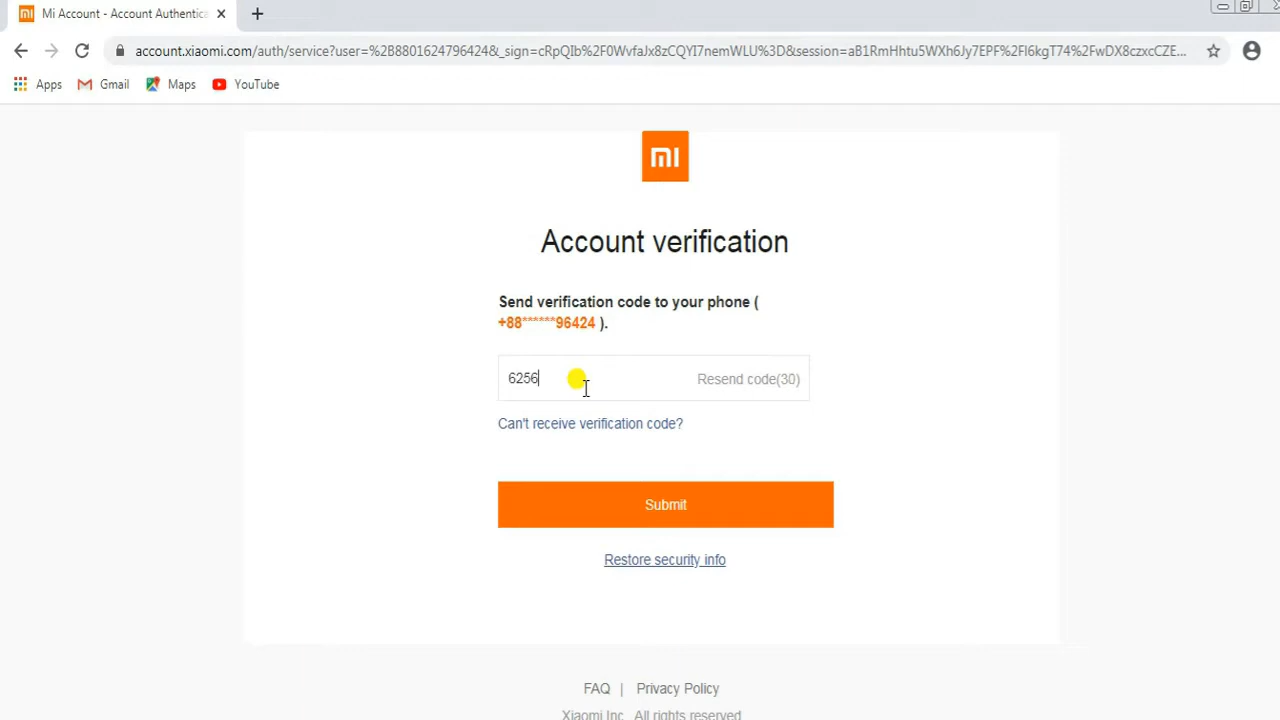 Mi Account - Account Authentica
account.xiaomi.com/auth/service?user=%2B8801624796424&_sign=cRpQIb%2F0WvfaJx8zCQYI7nemWLU%3D&session=aB1RmHhtu5WXh6Jy7EPF%2Fl6kgT74%2FwDX8czxcCZE...
Apps Gmail Maps YouTube
mi
Account verification
Send verification code to your phone (
+88******96424 ).
6256 Resend code(30)
Can't receive verification code?
Submit
Restore security info
FAQ | Privacy Policy
Xiaomi Inc., All rights reserved